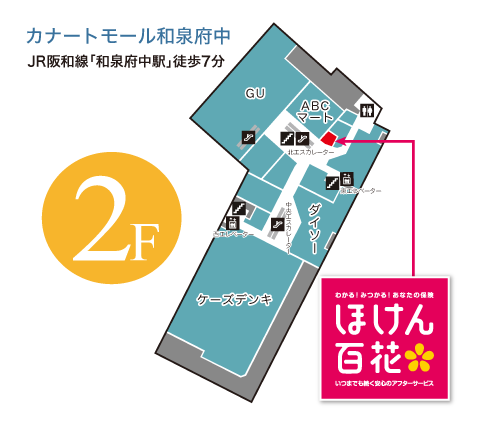 カナートモール和泉府中
JR阪和線「和泉府中駅」徒歩7分
2F
GU
ABC
マート
北エスカレーター
東エレベーター
ダイソー
中央エスカレーター
西エレベーター
ケーズデンキ
わかる！みつかる！あなたの保険
ほけん
百花
いつまでも続く安心のアフターサービス